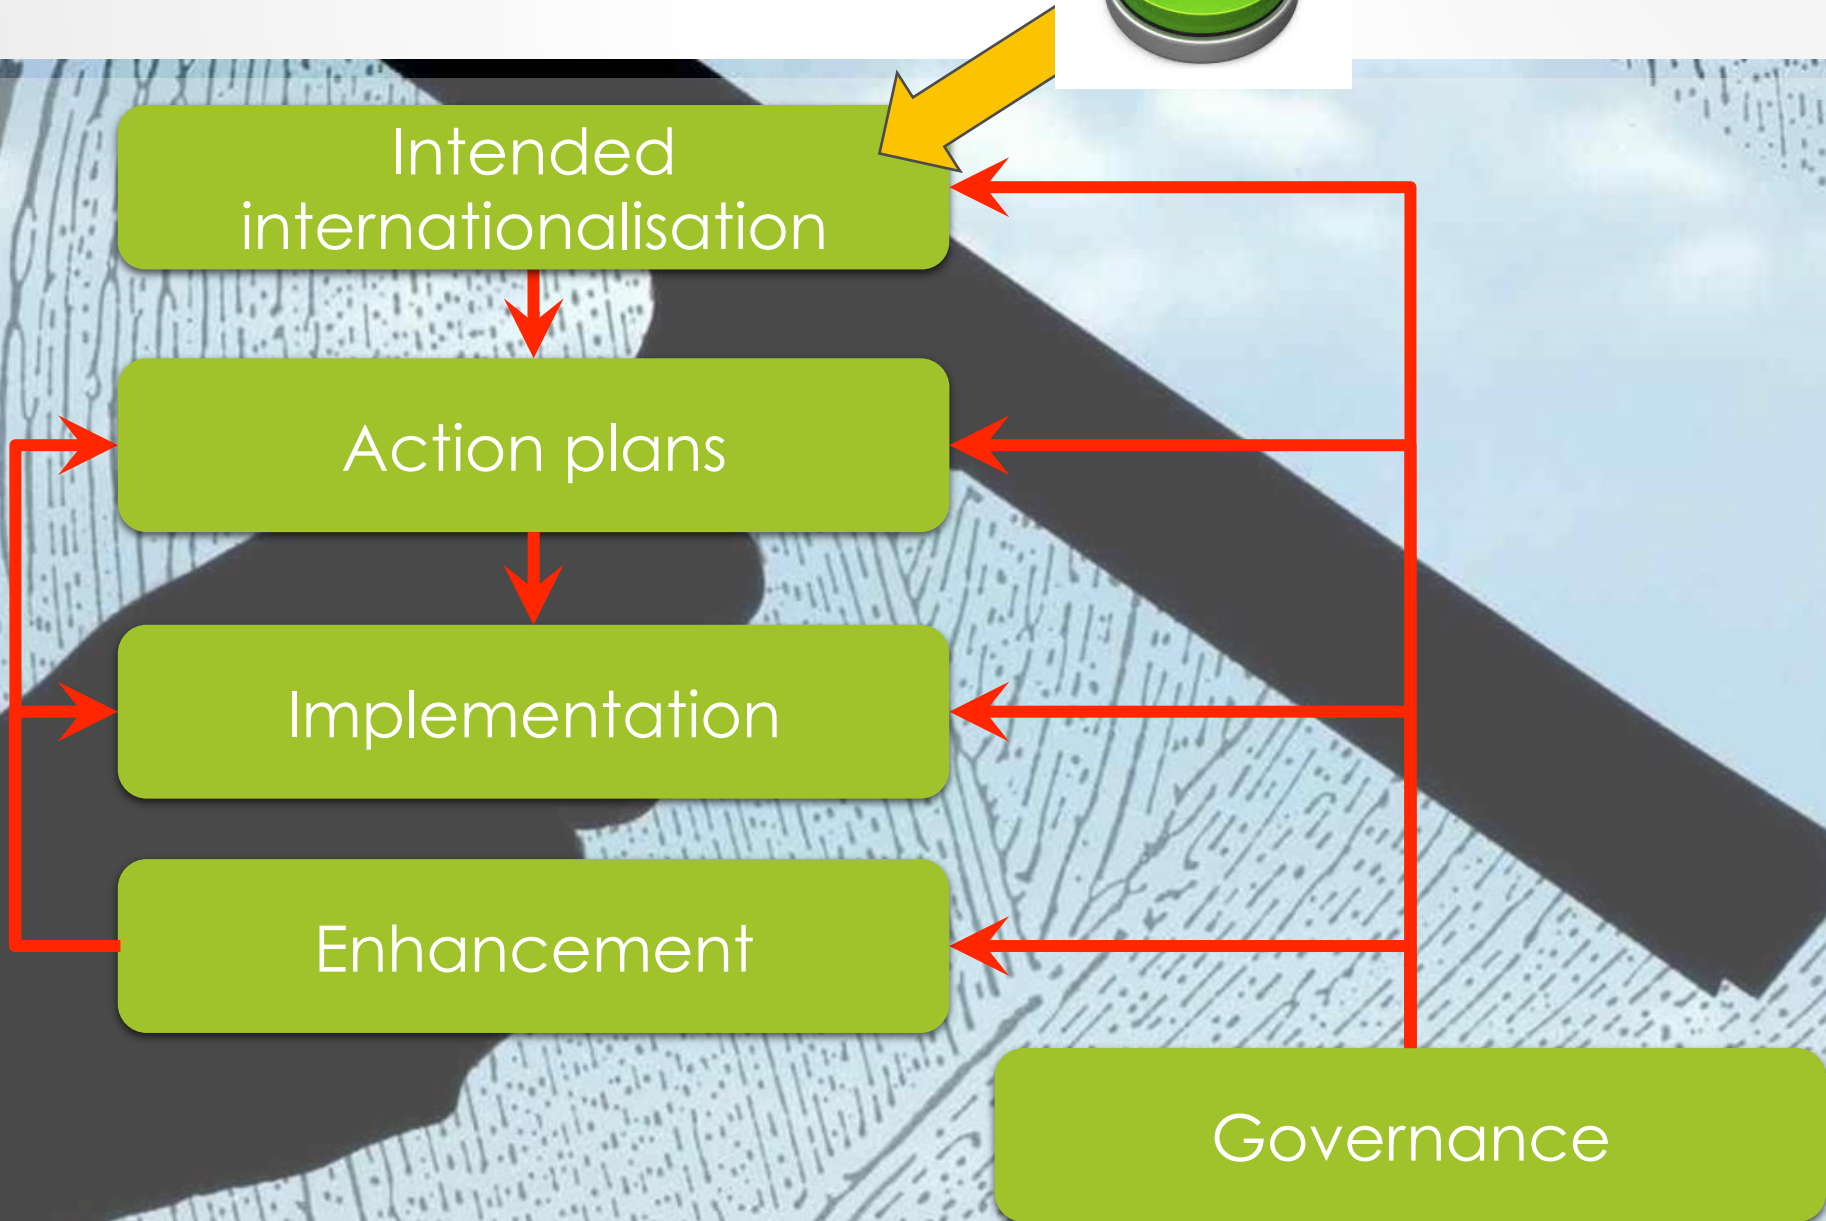 Intended
internationalisation
Action plans
Implementation
Enhancement
Governance